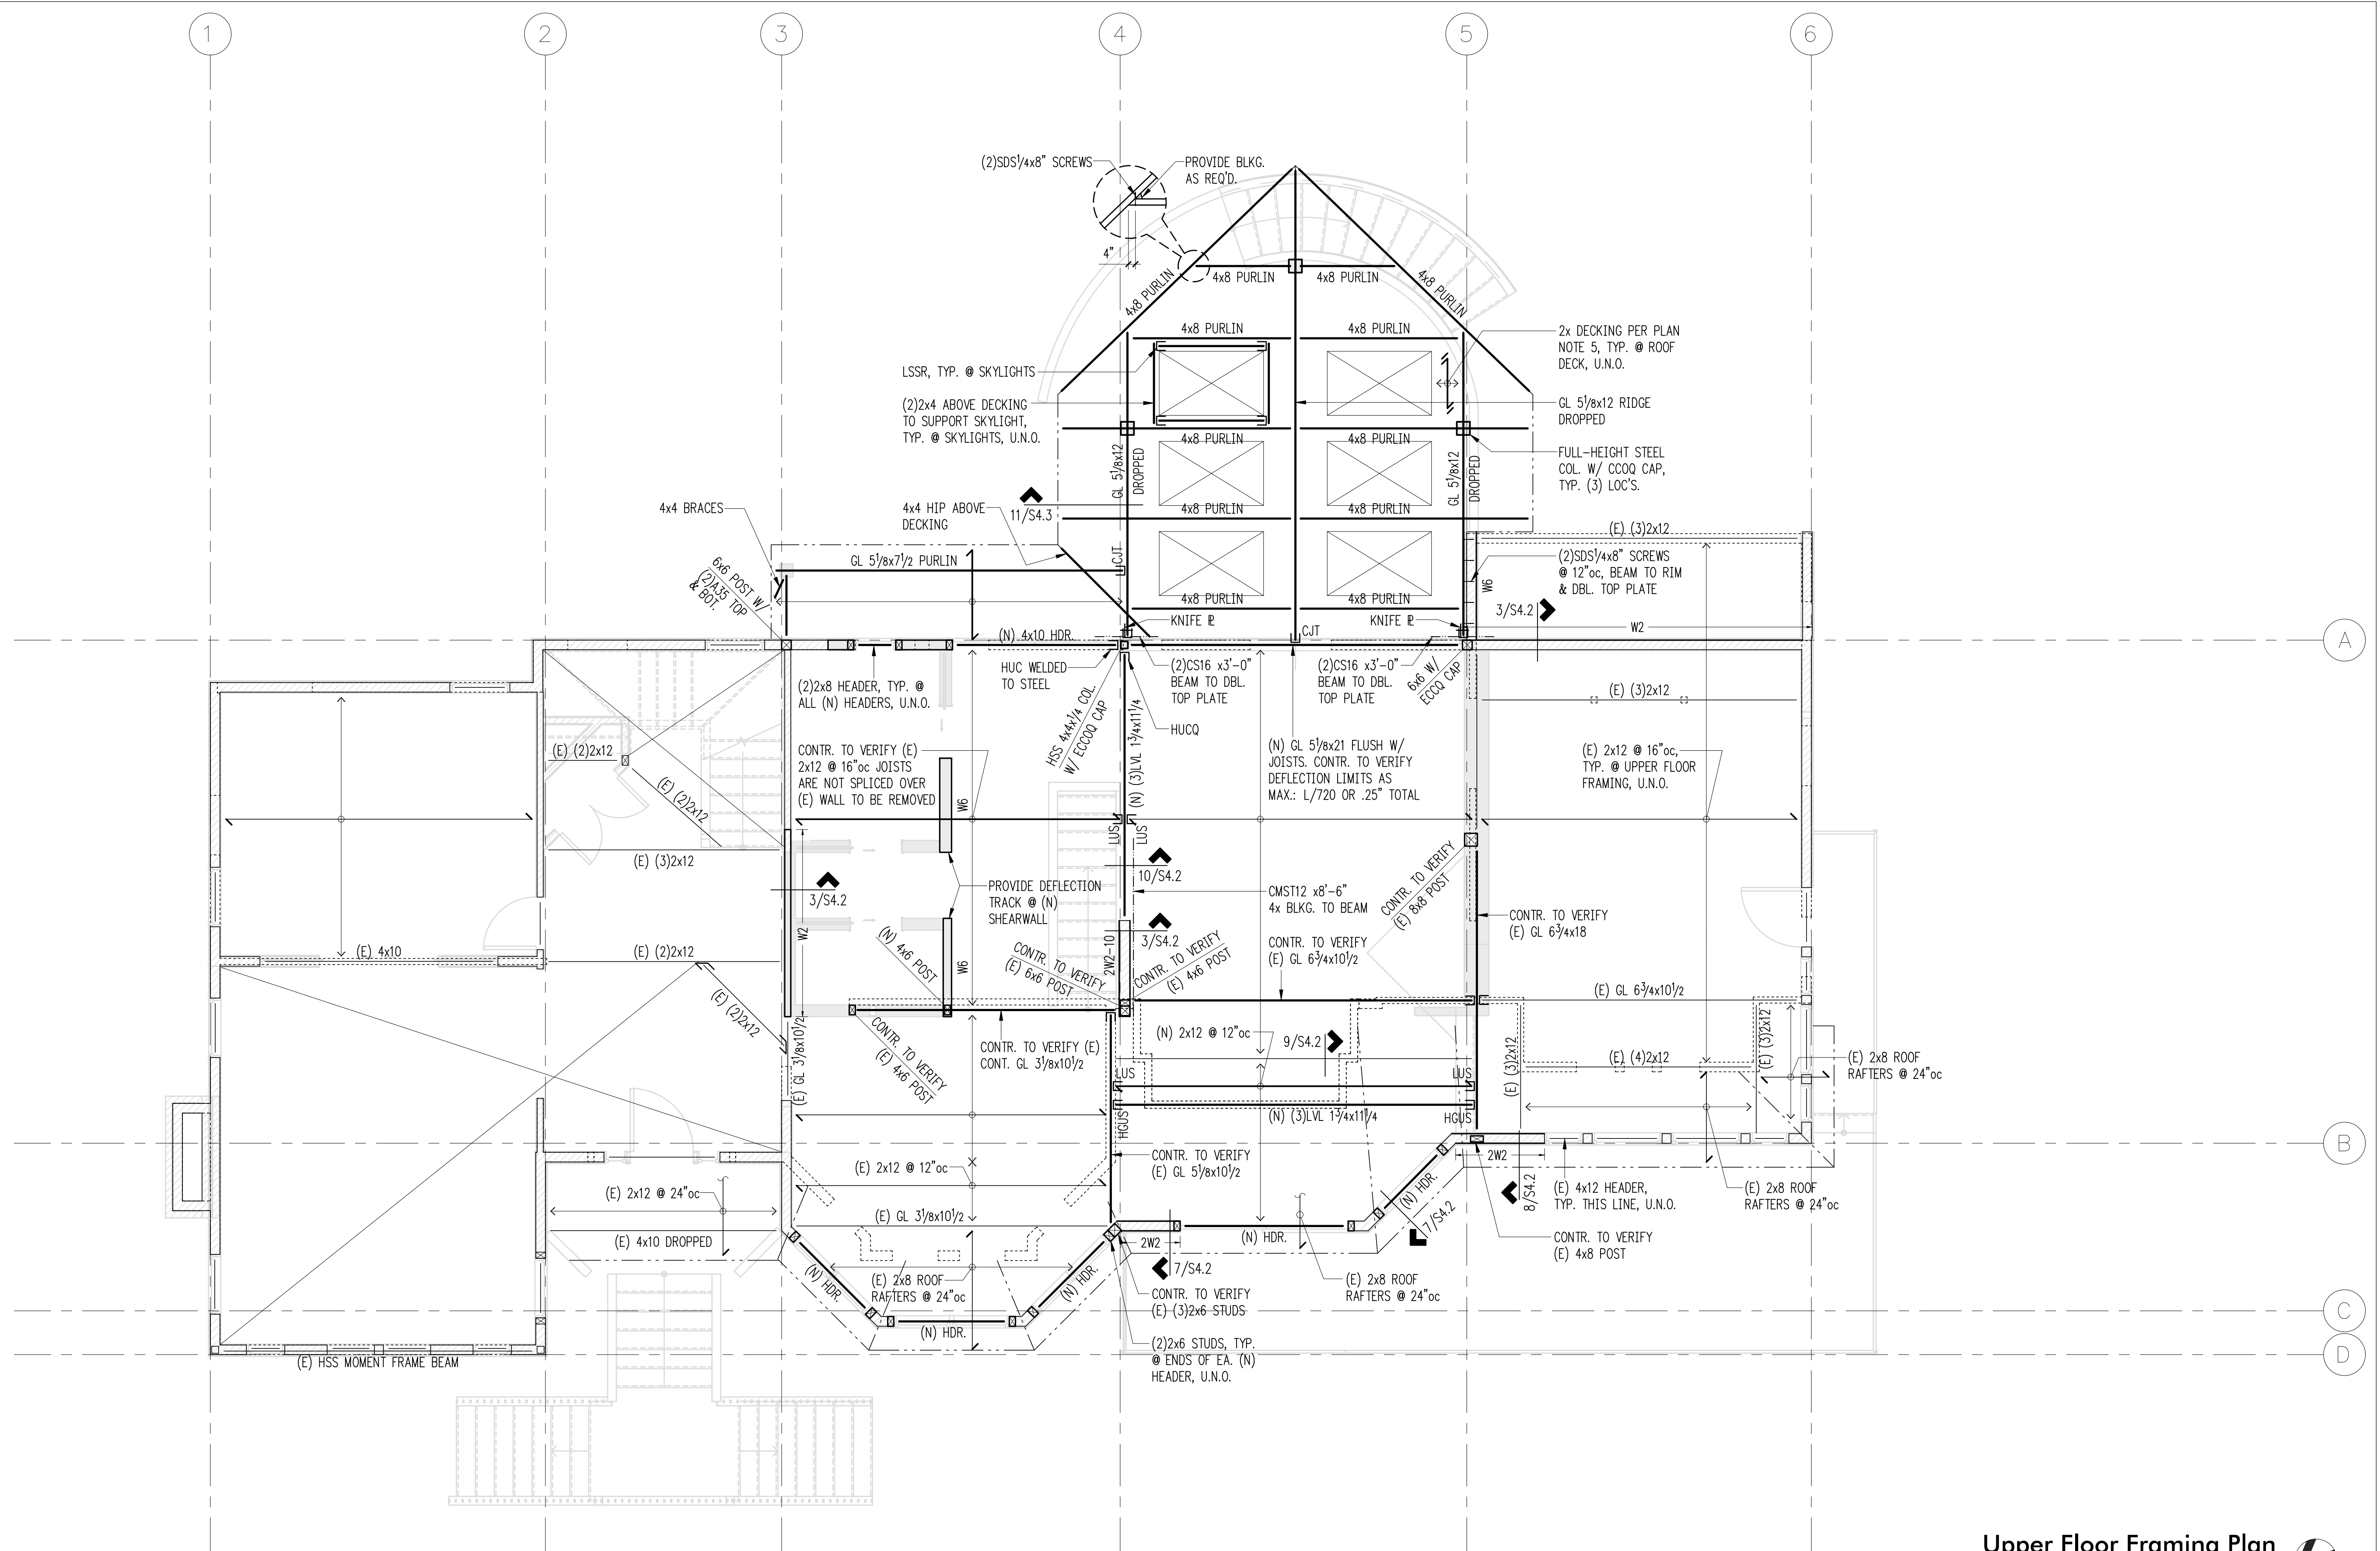 1
2
3
4
5
6
(2)SDS1/4x8" SCREWS
PROVIDE BLKG.
AS REQ'D.
4"
4x8 PURLIN
4x8 PURLIN
4x8 PURLIN
4x8 PURLIN
4x8 PURLIN
4x8 PURLIN
2x DECKING PER PLAN
NOTE 5, TYP. @ ROOF
DECK, U.N.O.
LSSR, TYP. @ SKYLIGHTS
(2)2x4 ABOVE DECKING
TO SUPPORT SKYLIGHT,
TYP. @ SKYLIGHTS, U.N.O.
GL 51/8x12 RIDGE
DROPPED
4x8 PURLIN
4x8 PURLIN
GL 51/8x12
DROPPED
GL 51/8x12
DROPPED
FULL-HEIGHT STEEL
COL. W/ CCOQ CAP,
TYP. (3) LOC'S.
4x4 BRACES
4x4 HIP ABOVE
DECKING
11/S4.3
4x8 PURLIN
4x8 PURLIN
(E) (3)2x12
GL 51/8x71/2 PURLIN
CJT
6x6 POST W/
(2)A35 TOP
& BOT.
(2)SDS1/4x8" SCREWS
@ 12"oc, BEAM TO RIM
& DBL. TOP PLATE
W6
3/S4.2
4x8 PURLIN
4x8 PURLIN
KNIFE PL
KNIFE PL
W2
(N) 4x10 HDR.
CJT
A
HUC WELDED
TO STEEL
(2)CS16 x3'-0"
BEAM TO DBL.
TOP PLATE
(2)CS16 x3'-0"
BEAM TO DBL.
TOP PLATE
6x6 W/
ECCQ CAP
(2)2x8 HEADER, TYP. @
ALL (N) HEADERS, U.N.O.
HSS 4x4x1/4 COL
W/ ECCOQ CAP
HUCQ
(E) (3)2x12
(N) (3)LVL 13/4x111/4
(E) (2)2x12
(E) (2)2x12
CONTR. TO VERIFY (E)
2x12 @ 16"oc JOISTS
ARE NOT SPLICED OVER
(E) WALL TO BE REMOVED
W6
(N) GL 51/8x21 FLUSH W/
JOISTS. CONTR. TO VERIFY
DEFLECTION LIMITS AS
MAX.: L/720 OR .25" TOTAL
(E) 2x12 @ 16"oc,
TYP. @ UPPER FLOOR
FRAMING, U.N.O.
LUS
LUS
(E) (3)2x12
3/S4.2
PROVIDE DEFLECTION
TRACK @ (N)
SHEARWALL
10/S4.2
CMST12 x8'-6"
4x BLKG. TO BEAM
CONTR. TO VERIFY
(E) 8x8 POST
CONTR. TO VERIFY
(E) GL 63/4x18
W2
(N) 4x6 POST
W6
3/S4.2
2W2-10
CONTR. TO VERIFY
(E) 6x6 POST
CONTR. TO VERIFY
(E) 4x6 POST
CONTR. TO VERIFY
(E) GL 63/4x101/2
(E) 4x10
(E) (2)2x12
(E) (2)2x12
(E) GL 63/4x101/2
(E) GL 31/8x101/2
CONTR. TO VERIFY
(E) 4x6 POST
CONTR. TO VERIFY (E)
CONT. GL 31/8x101/2
(N) 2x12 @ 12"oc
9/S4.2
(E) (3)2x12
(E) (4)2x12
(E) (3)2x12
(E) 2x8 ROOF
RAFTERS @ 24"oc
LUS
LUS
HGUS
(N) (3)LVL 13/4x111/4
HGUS
B
CONTR. TO VERIFY
(E) GL 51/8x101/2
2W2
(E) 2x12 @ 12"oc
(E) 2x12 @ 24"oc
(E) GL 31/8x101/2
(E) 4x10 DROPPED
(N) HDR.
8/S4.2
(E) 4x12 HEADER,
TYP. THIS LINE, U.N.O.
(E) 2x8 ROOF
RAFTERS @ 24"oc
2W2
(N) HDR.
7/S4.2
CONTR. TO VERIFY
(E) 4x8 POST
(N) HDR.
(E) 2x8 ROOF
RAFTERS @ 24"oc
(N) HDR.
7/S4.2
CONTR. TO VERIFY
(E) (3)2x6 STUDS
(E) 2x8 ROOF
RAFTERS @ 24"oc
C
(N) HDR.
D
(E) HSS MOMENT FRAME BEAM
(2)2x6 STUDS, TYP.
@ ENDS OF EA. (N)
HEADER, U.N.O.
Upper Floor Framing Plan